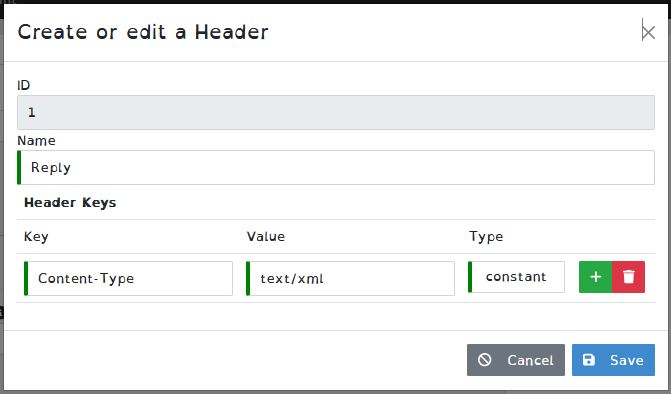 Create or edit a Header
ID
1
Name
Reply
Header Keys
Key Value Type
Content-Type text/xml constant
Cancel Save